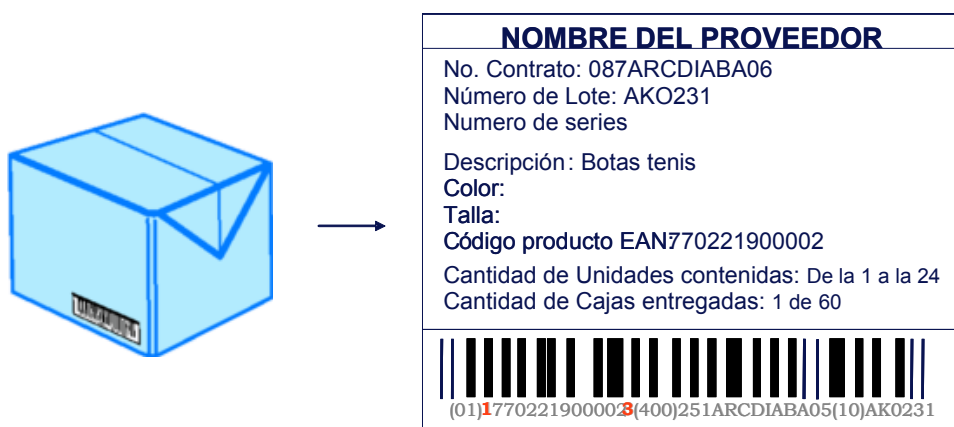 NOMBRE DEL PROVEEDOR
No. Contrato: 087ARCDIABA06
Número de Lote: AKO231
Numero de series
Descripción: Botas tenis
Color:
Talla:
Código producto EAN770221900002
Cantidad de Unidades contenidas: De la 1 a la 24
Cantidad de Cajas entregadas: 1 de 60
(01)17702219000023(400)251ARCDIABA05(10)AK0231